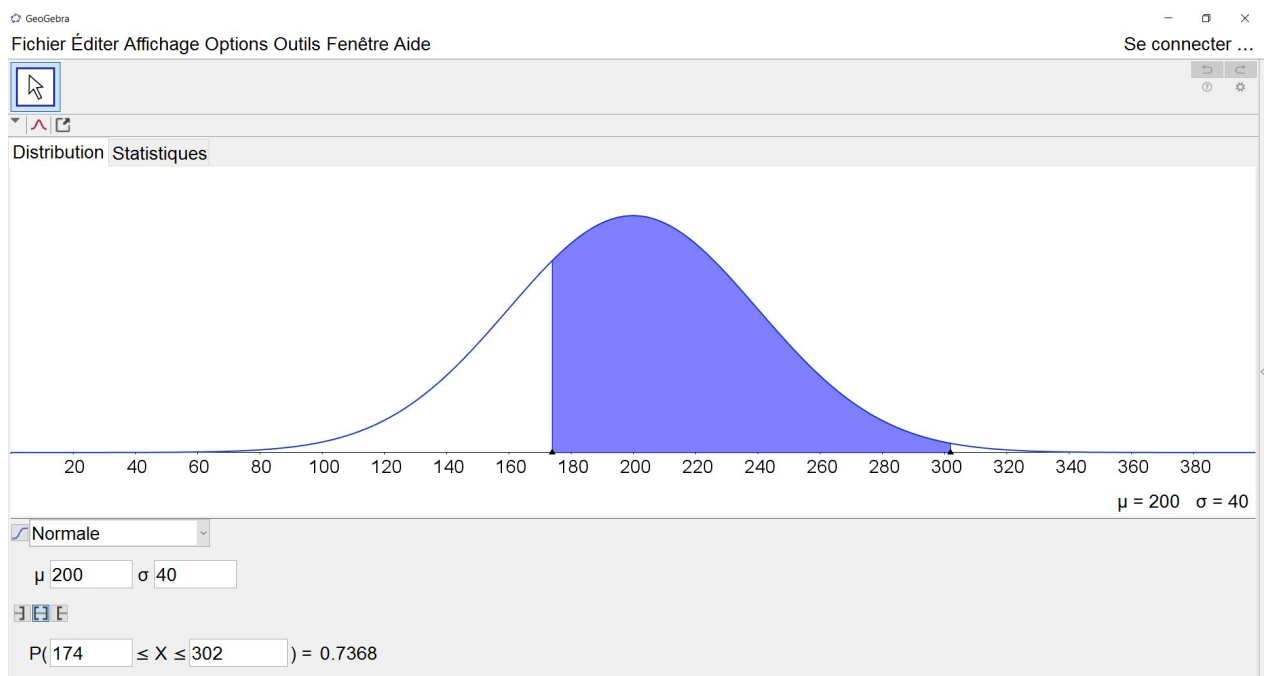 GeoGebra
Fichier Éditer Affichage Options Outils Fenêtre Aide
Se connecter ...
Distribution Statistiques
20 40 60 80 100 120 140 160 180 200 220 240 260 280 300 320 340 360 380
μ = 200 σ = 40
Normale
μ 200 σ 40
P( 174 ≤ X ≤ 302 ) = 0.7368